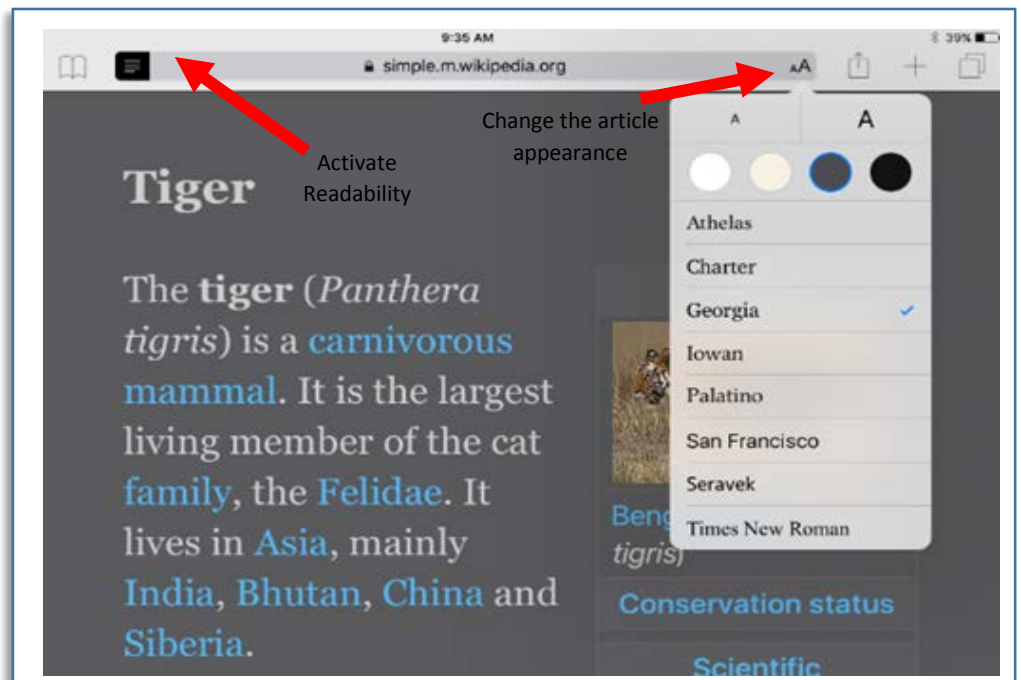 9:35 AM
39%
simple.m.wikipedia.org
AA
Change the article
appearance
Activate
Readability
A A
Athelas
Charter
Georgia
Iowan
Palatino
San Francisco
Seravek
Times New Roman
Tiger
The tiger (Panthera
tigris) is a carnivorous
mammal. It is the largest
living member of the cat
family, the Felidae. It
lives in Asia, mainly
India, Bhutan, China and
Siberia.
tigris)
Conservation status
Scientific